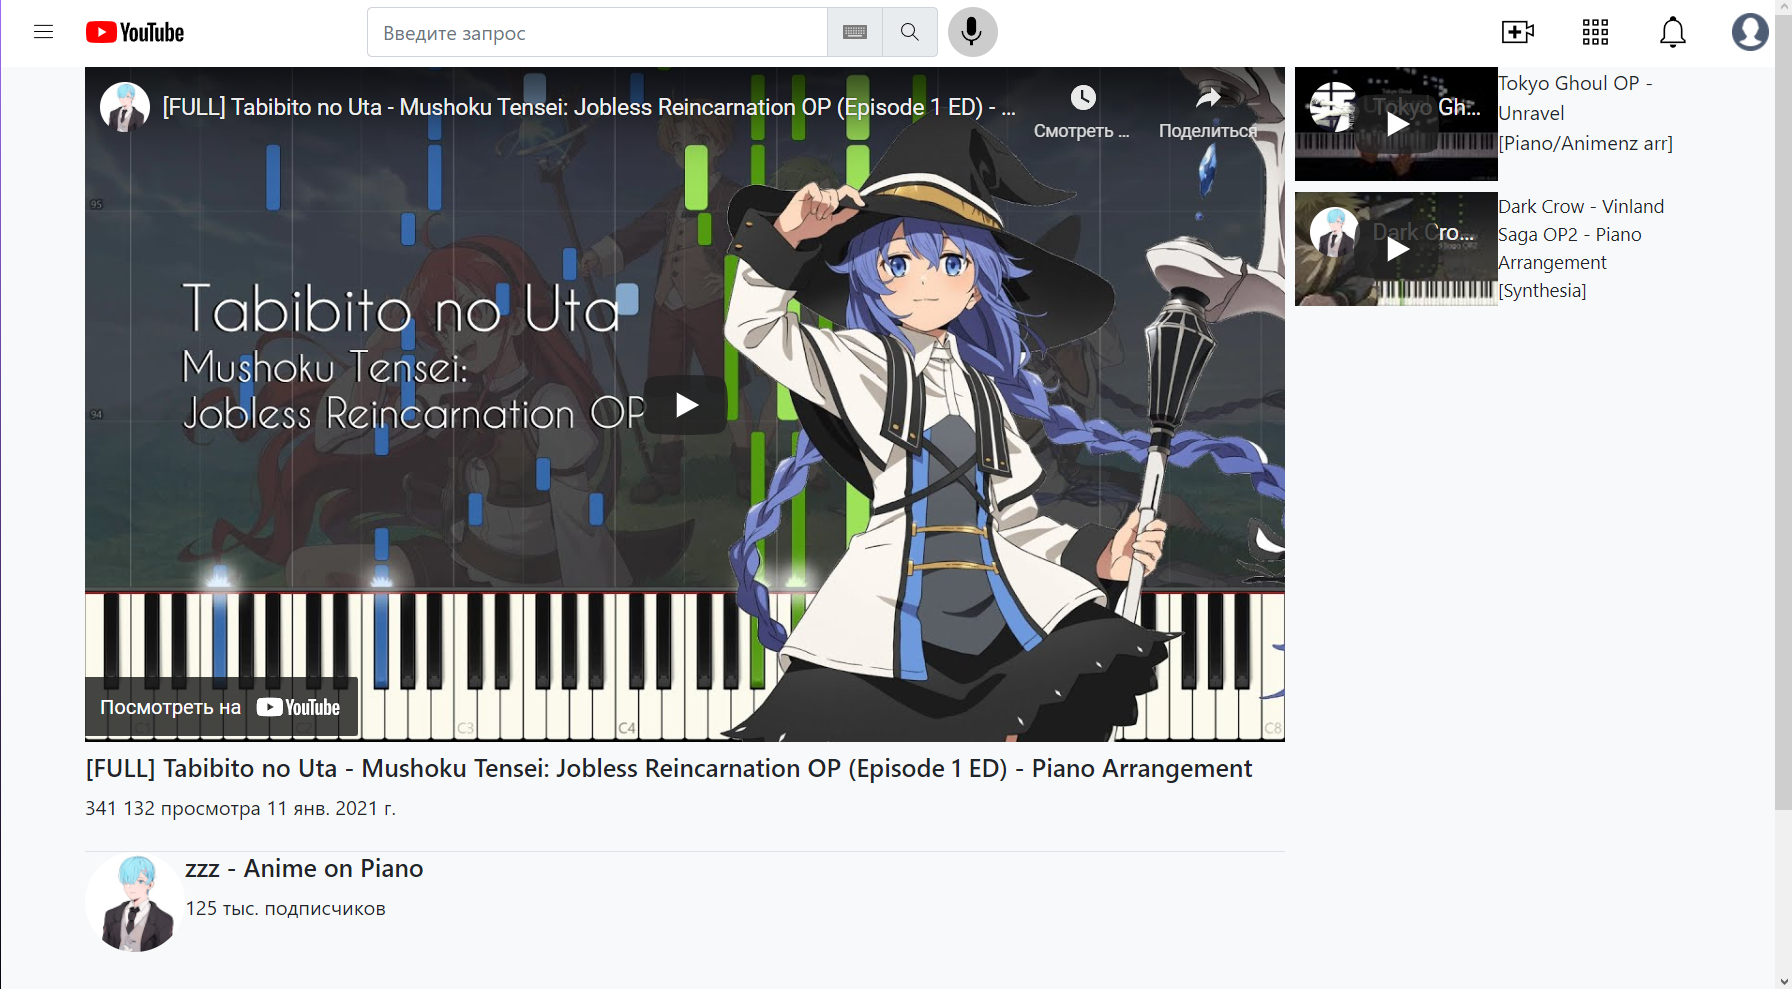 YouTube
Введите запрос
[FULL] Tabibito no Uta - Mushoku Tensei: Jobless Reincarnation OP (Episode 1 ED) - ...
Смотреть ...
Поделиться
95
Tabibito no Uta
Mushoku Tensei:
Jobless Reincarnation OP
94
Посмотреть на YouTube
C3
C4
C8
[FULL] Tabibito no Uta - Mushoku Tensei: Jobless Reincarnation OP (Episode 1 ED) - Piano Arrangement
341 132 просмотра 11 янв. 2021 г.
zzz - Anime on Piano
125 тыс. подписчиков
Tokyo Gh...
Tokyo Ghoul OP -
Unravel
[Piano/Animenz arr]
Dark Cro...
Dark Crow - Vinland
Saga OP2 - Piano
Arrangement
[Synthesia]